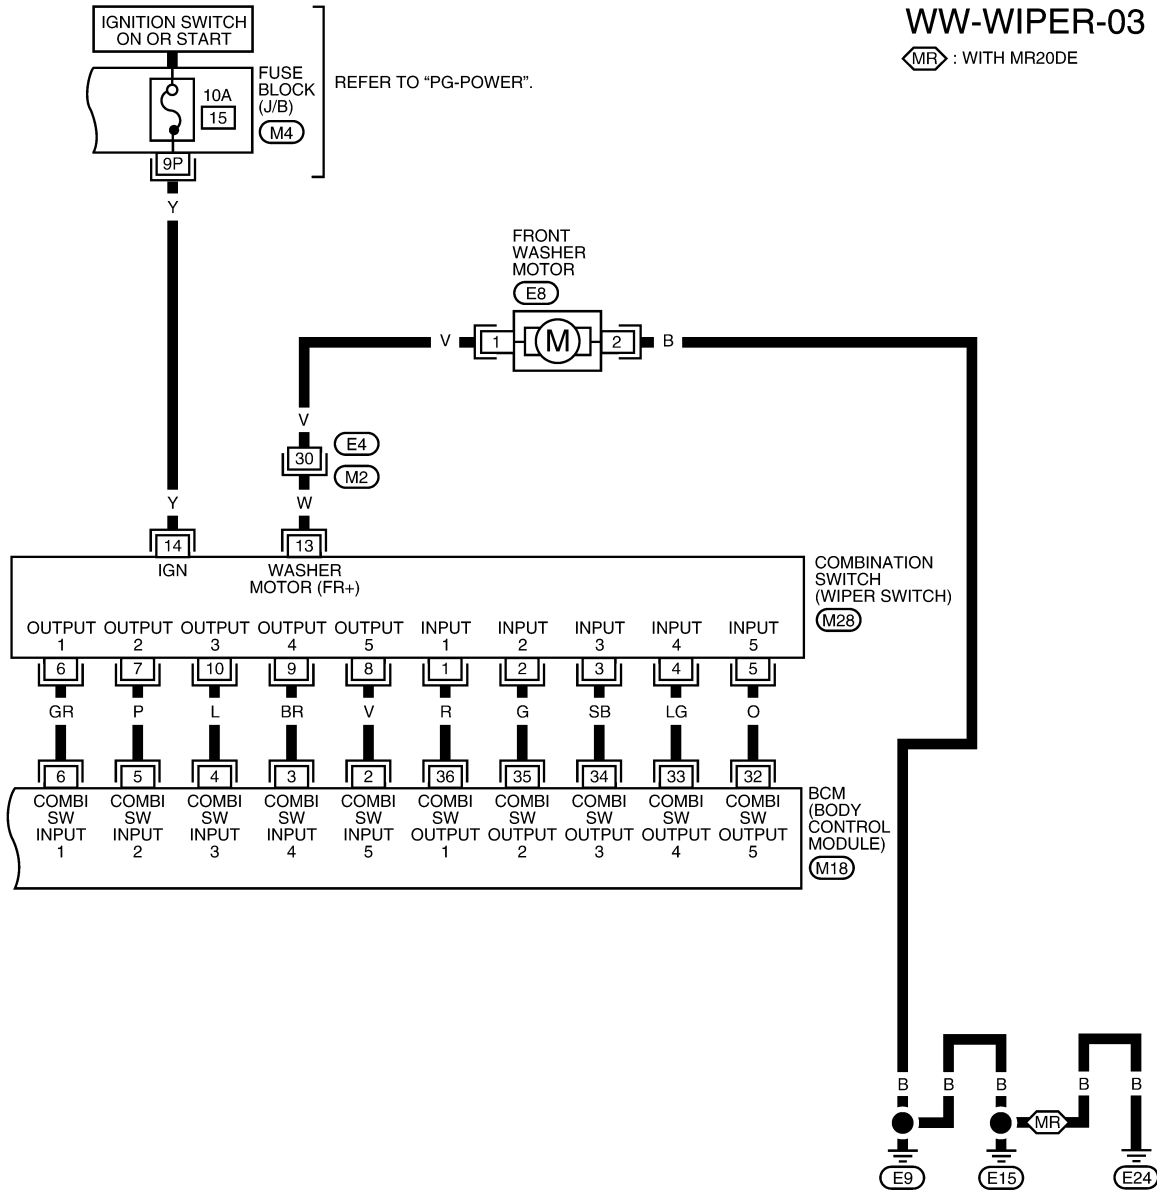 WW-WIPER-03
MR : WITH MR20DE
IGNITION SWITCH
ON OR START
FUSE
BLOCK
(J/B)
M4
10A
15
REFER TO “PG-POWER”.
9P
Y
FRONT
WASHER
MOTOR
E8
V
1
M
2
B
V
E4
30
M2
Y
W
14
13
IGN
WASHER
MOTOR (FR+)
COMBINATION
SWITCH
(WIPER SWITCH)
M28
OUTPUT OUTPUT OUTPUT OUTPUT OUTPUT INPUT INPUT INPUT INPUT INPUT
1 2 3 4 5 1 2 3 4 5
6 7 10 9 8 1 2 3 4 5
GR P L BR V R G SB LG O
6 5 4 3 2 36 35 34 33 32
COMBI COMBI COMBI COMBI COMBI COMBI COMBI COMBI COMBI COMBI
SW SW SW SW SW SW SW SW SW SW
INPUT INPUT INPUT INPUT INPUT OUTPUT OUTPUT OUTPUT OUTPUT OUTPUT
1 2 3 4 5 1 2 3 4 5
BCM
(BODY
CONTROL
MODULE)
M18
B B B B B
MR
E9 E15 E24